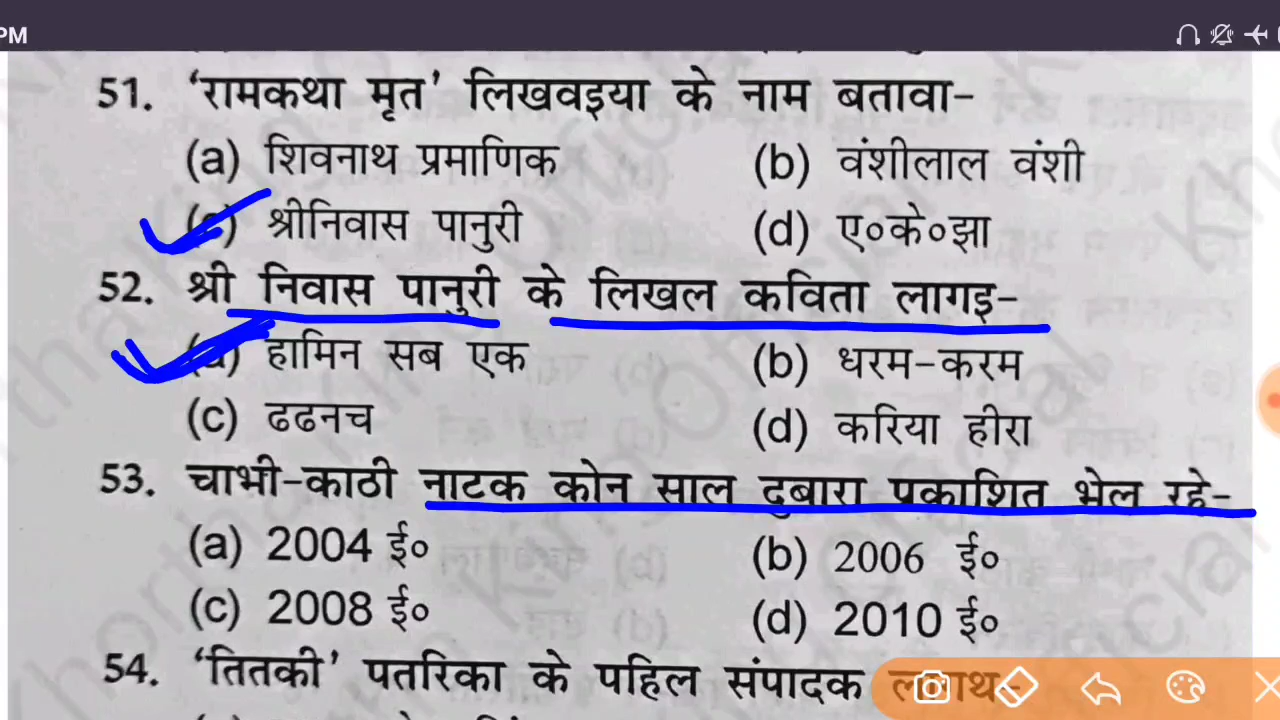 PM
51. ‘रामकथा मृत’ लिखवइया के नाम बतावा-
(a) शिवनाथ प्रमाणिक (b) वंशीलाल वंशी
(c) श्रीनिवास पानुरी (d) ए०के०झा
52. श्री निवास पानुरी के लिखल कविता लागइ-
(a) हामिन सब एक (b) धरम-करम
(c) ढढनच (d) करिया हीरा
53. चाभी-काठी नाटक कोन साल दुबारा प्रकाशित भेल रहे-
(a) 2004 ई० (b) 2006 ई०
(c) 2008 ई० (d) 2010 ई०
54. ‘तितकी’ पतरिका के पहिल संपादक